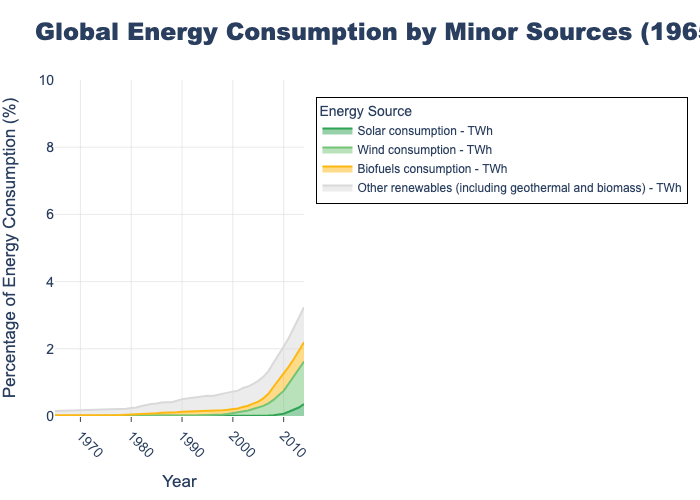 Global Energy Consumption by Minor Sources (196
Percentage of Energy Consumption (%)
10
8
6
4
2
0
1970
1980
1990
2000
2010
Year
Energy Source
Solar consumption - TWh
Wind consumption - TWh
Biofuels consumption - TWh
Other renewables (including geothermal and biomass) - TWh